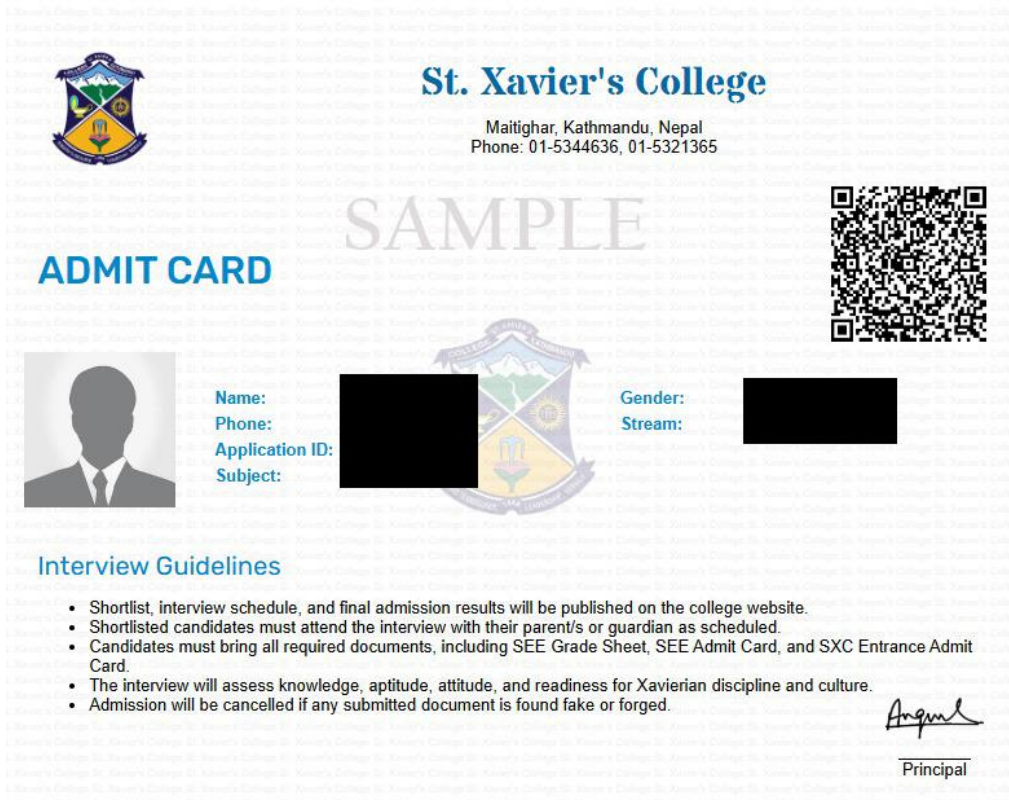 St. Xavier's College
Maitighar, Kathmandu, Nepal
Phone: 01-5344636, 01-5321365
SAMPLE
ADMIT CARD
Name:
Phone:
Application ID:
Subject:
Gender:
Stream:
Interview Guidelines
• Shortlist, interview schedule, and final admission results will be published on the college website.
• Shortlisted candidates must attend the interview with their parent/s or guardian as scheduled.
• Candidates must bring all required documents, including SEE Grade Sheet, SEE Admit Card, and SXC Entrance Admit
Card.
• The interview will assess knowledge, aptitude, attitude, and readiness for Xavierian discipline and culture.
• Admission will be cancelled if any submitted document is found fake or forged.
Principal